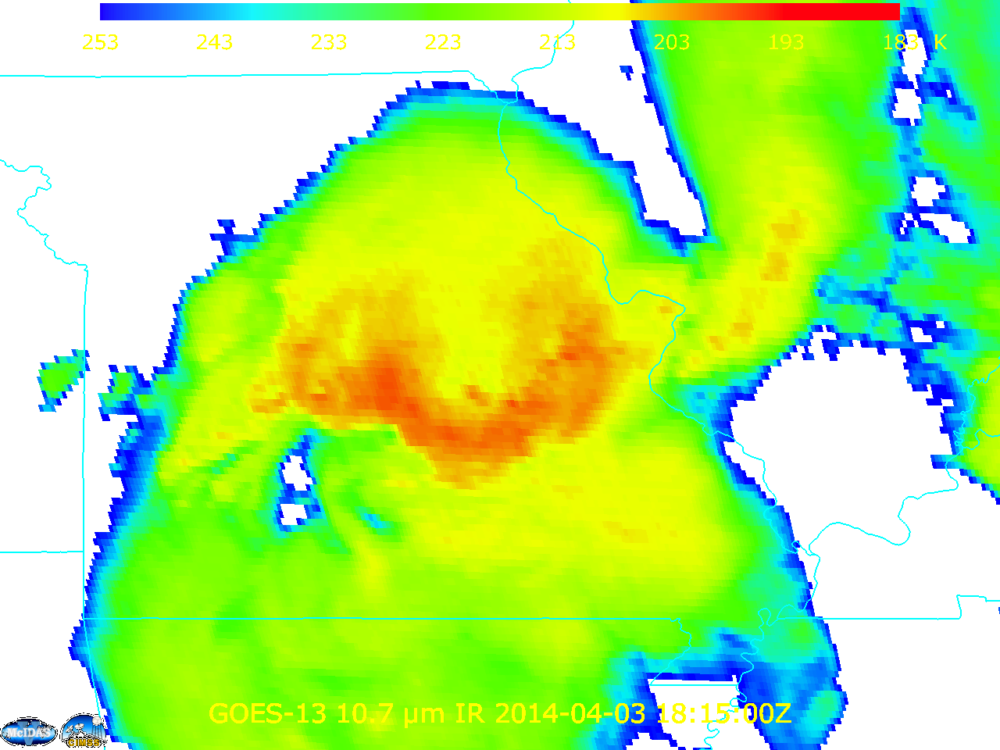 253 243 233 223 213 203 193 183 K
GOES-13 10.7 µm IR 2014-04-03 18:15:00Z
McIDAS
CIMSS